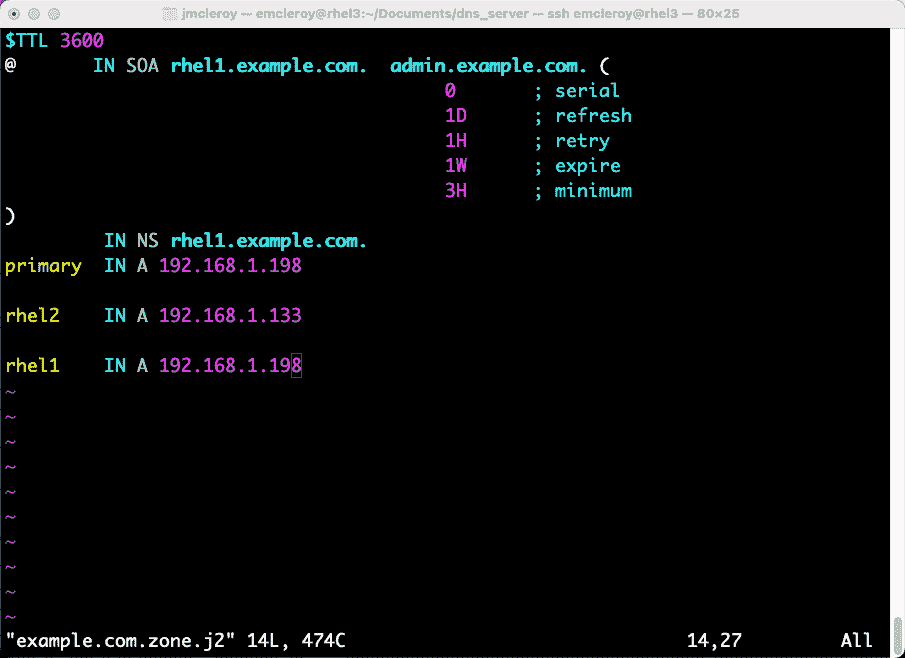 jmcleroy — emcleroy@rhel3:~/Documents/dns_server — ssh emcleroy@rhel3 — 80×25
$TTL 3600
@       IN SOA rhel1.example.com.  admin.example.com. (
                                        0       ; serial
                                        1D      ; refresh
                                        1H      ; retry
                                        1W      ; expire
                                        3H      ; minimum
)
         IN NS rhel1.example.com.
primary  IN A 192.168.1.198
rhel2    IN A 192.168.1.133
rhel1    IN A 192.168.1.198
~
~
~
~
~
~
~
~
~
~
"example.com.zone.j2" 14L, 474C                               14,27         All